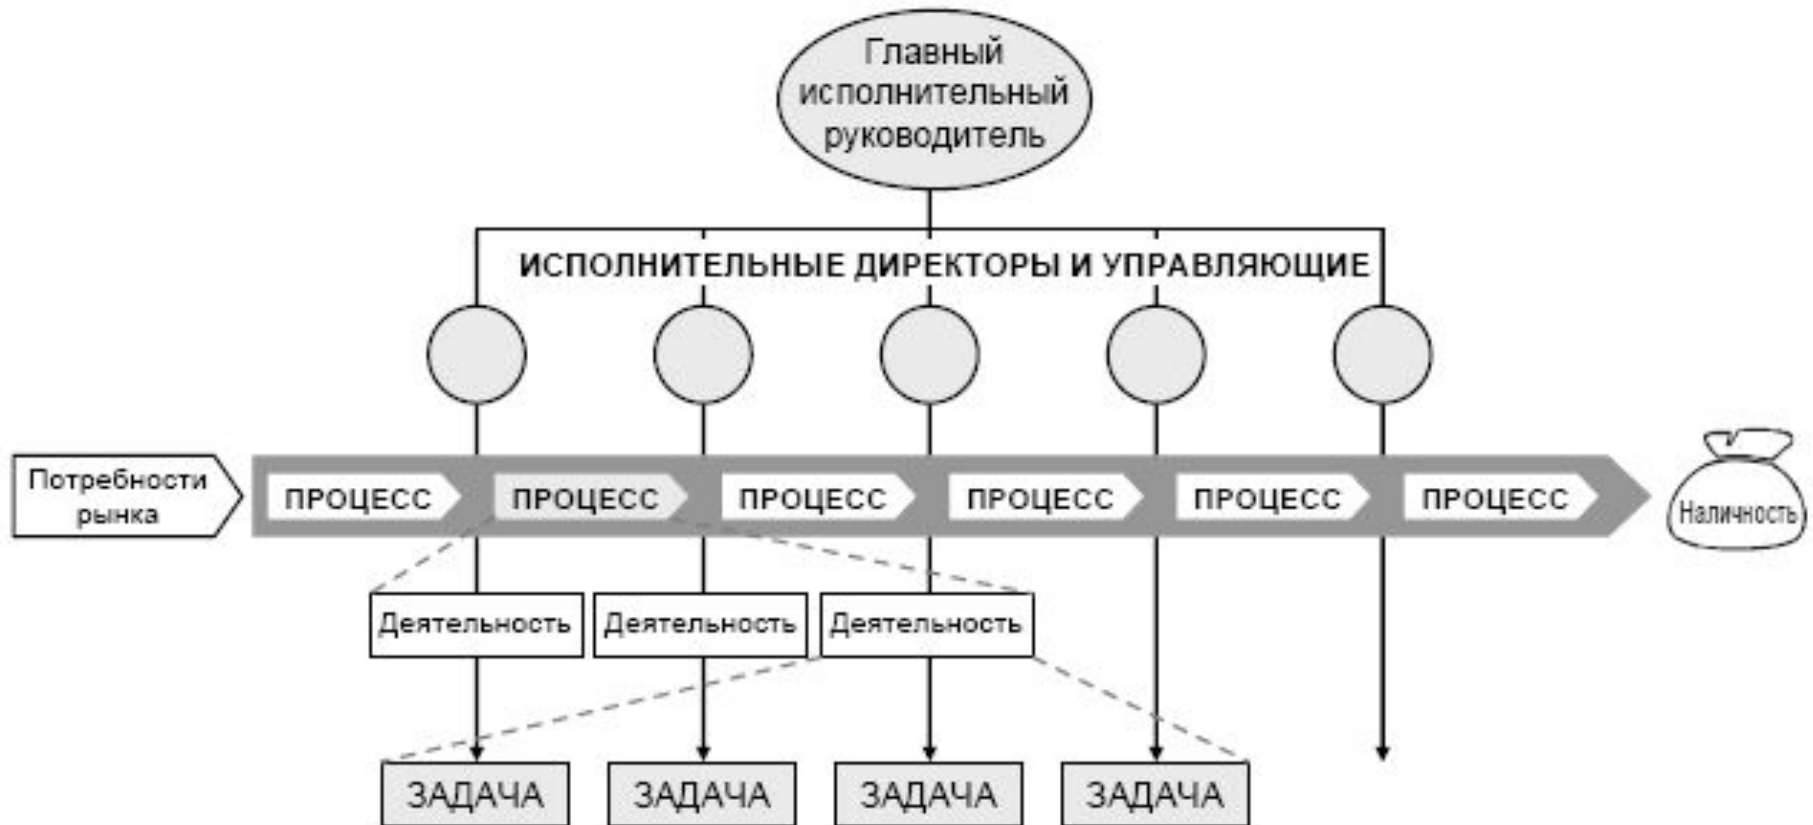 Главный
исполнительный
руководитель
ИСПОЛНИТЕЛЬНЫЕ ДИРЕКТОРЫ И УПРАВЛЯЮЩИЕ
Потребности
рынка
ПРОЦЕСС
ПРОЦЕСС
ПРОЦЕСС
ПРОЦЕСС
ПРОЦЕСС
ПРОЦЕСС
Наличность
Деятельность
Деятельность
Деятельность
ЗАДАЧА
ЗАДАЧА
ЗАДАЧА
ЗАДАЧА